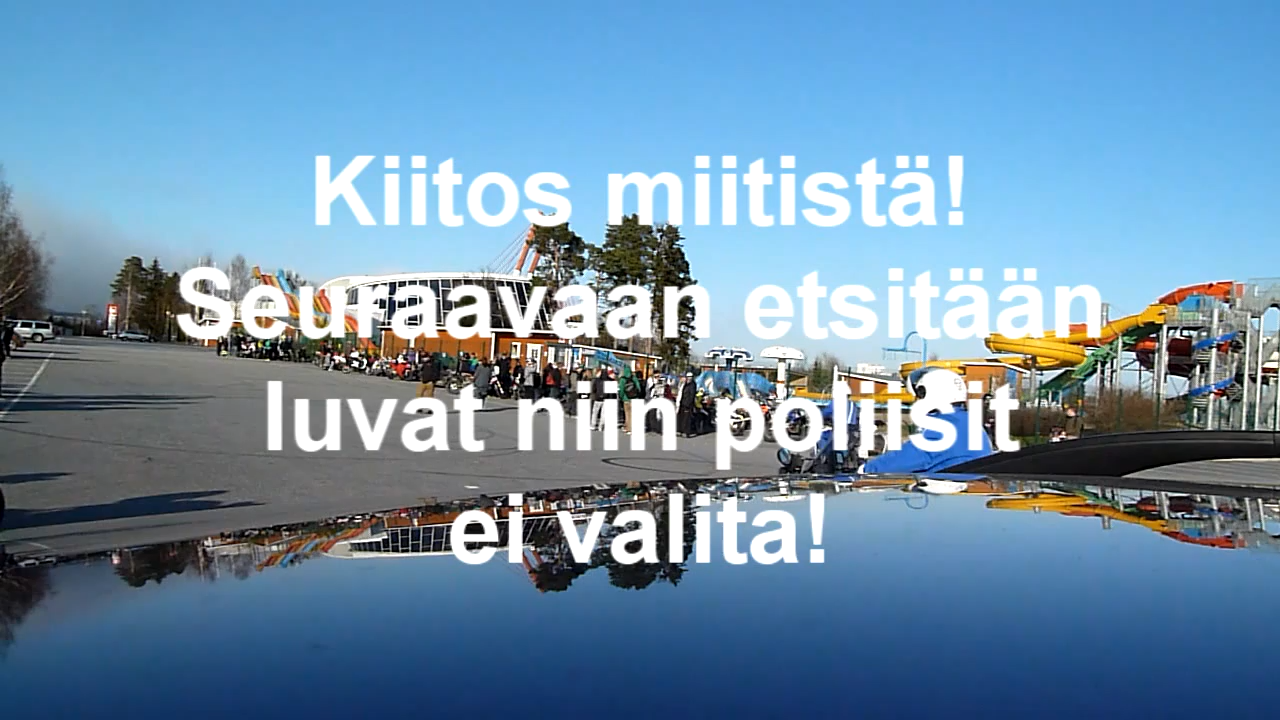 Kiitos miitistä!
Seuraavaan etsitään
luvat niin poliisit
ei valita!